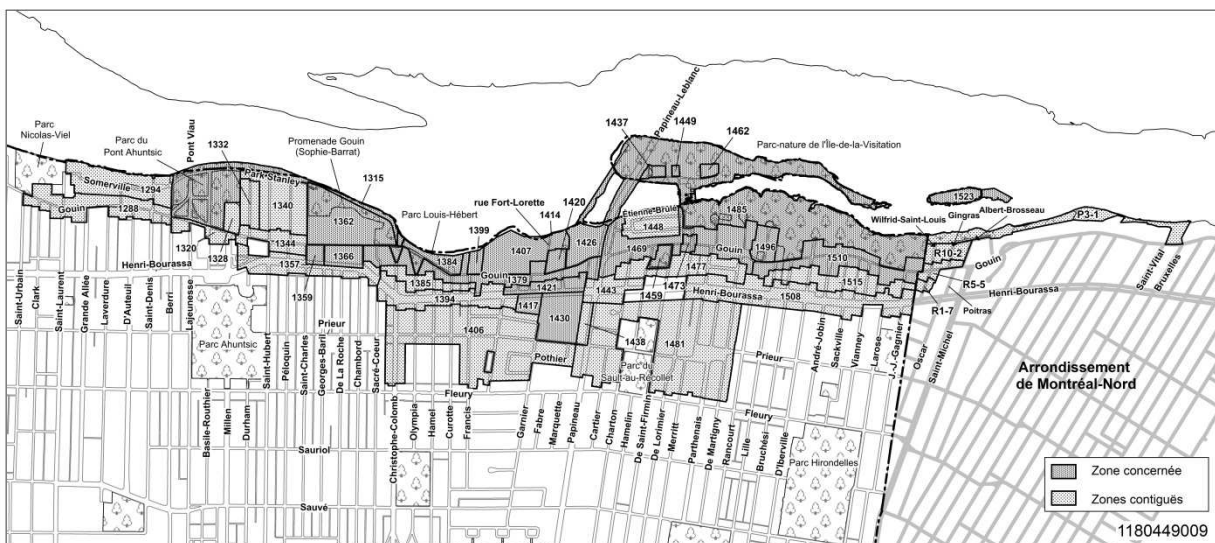 Parc
Nicolas-Viel
Parc du
Pont Ahuntsic
Pont Viau
1332
Promenade Gouin
(Sophie-Barrat)
1315
Park Stanley
Somerville
1294
Gouin
1288
1320
1328
1340
1344
1357
1359
1362
1366
Parc Louis-Hébert
1384
1385
1394
1399
rue Fort-Lorette
1407
1414
1420
1426
Gouin
1379
1421
1417
1406
1430
1437
Papineau-Leblanc
1449
1462
Parc-nature de l'Île-de-la-Visitation
Étienne-Brûlé
1448
1469
1443
1459
1473
1477
1485
Gouin
1496
1510
1515
1508
Henri-Bourassa
1438
1481
1523
Wilfrid-Saint-Louis
Gingras
Albert-Brosseau
P3-1
R10-2
Gouin
R5-5
R1-7
Poitras
Henri-Bourassa
Saint-Vital
Bruxelles
Henri-Bourassa
Saint-Urbain
Clark
Saint-Laurent
Grande Allée
Laverdure
D'Auteuil
Saint-Denis
Berri
Lajeunesse
Parc Ahuntsic
Basile-Routhier
Millen
Durham
Saint-Hubert
Péloquin
Saint-Charles
Georges-Baril
De La Roche
Chambord
Sacré-Coeur
Prieur
Christophe-Colomb
Olympia
Hamel
Curotte
Francis
Fleury
Pothier
Garnier
Fabre
Marquette
Papineau
Cartier
Charton
Hamelin
De Saint-Firmin
De Lorimier
Merritt
Parthenais
De Martigny
Rancourt
Lille
Bruchési
D'Iberville
Parc du
Sault-au-Récollet
Prieur
Fleury
André-Jobin
Sackville
Vianney
Larose
J.-J.-Gagnier
Oscar
Saint-Michel
Parc Hirondelles
Sauriol
Sauvé
Arrondissement
de Montréal-Nord
Zone concernée
Zones contiguës
1180449009